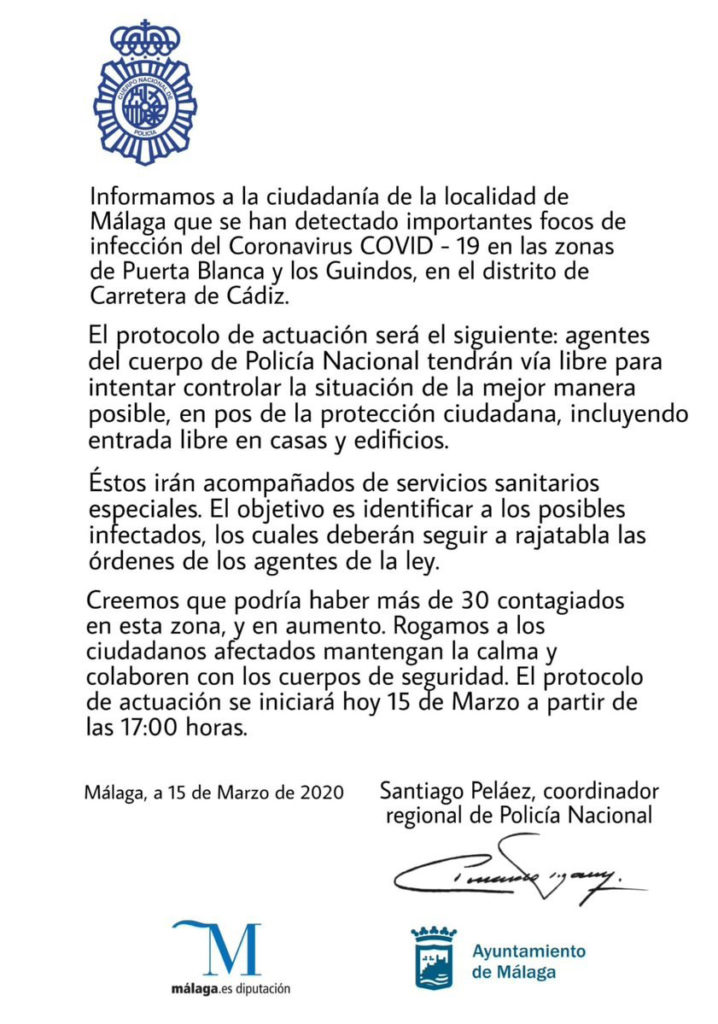 CUERPO NACIONAL DE
POLICIA
Informamos a la ciudadanía de la localidad de
Málaga que se han detectado importantes focos de
infección del Coronavirus COVID - 19 en las zonas
de Puerta Blanca y los Guindos, en el distrito de
Carretera de Cádiz.
El protocolo de actuación será el siguiente: agentes
del cuerpo de Policía Nacional tendrán vía libre para
intentar controlar la situación de la mejor manera
posible, en pos de la protección ciudadana, incluyendo
entrada libre en casas y edificios.
Éstos irán acompañados de servicios sanitarios
especiales. El objetivo es identificar a los posibles
infectados, los cuales deberán seguir a rajatabla las
órdenes de los agentes de la ley.
Creemos que podría haber más de 30 contagiados
en esta zona, y en aumento. Rogamos a los
ciudadanos afectados mantengan la calma y
colaboren con los cuerpos de seguridad. El protocolo
de actuación se iniciará hoy 15 de Marzo a partir de
las 17:00 horas.
Málaga, a 15 de Marzo de 2020
Santiago Peláez, coordinador
regional de Policía Nacional
M
málaga.es diputación
Ayuntamiento
de Málaga